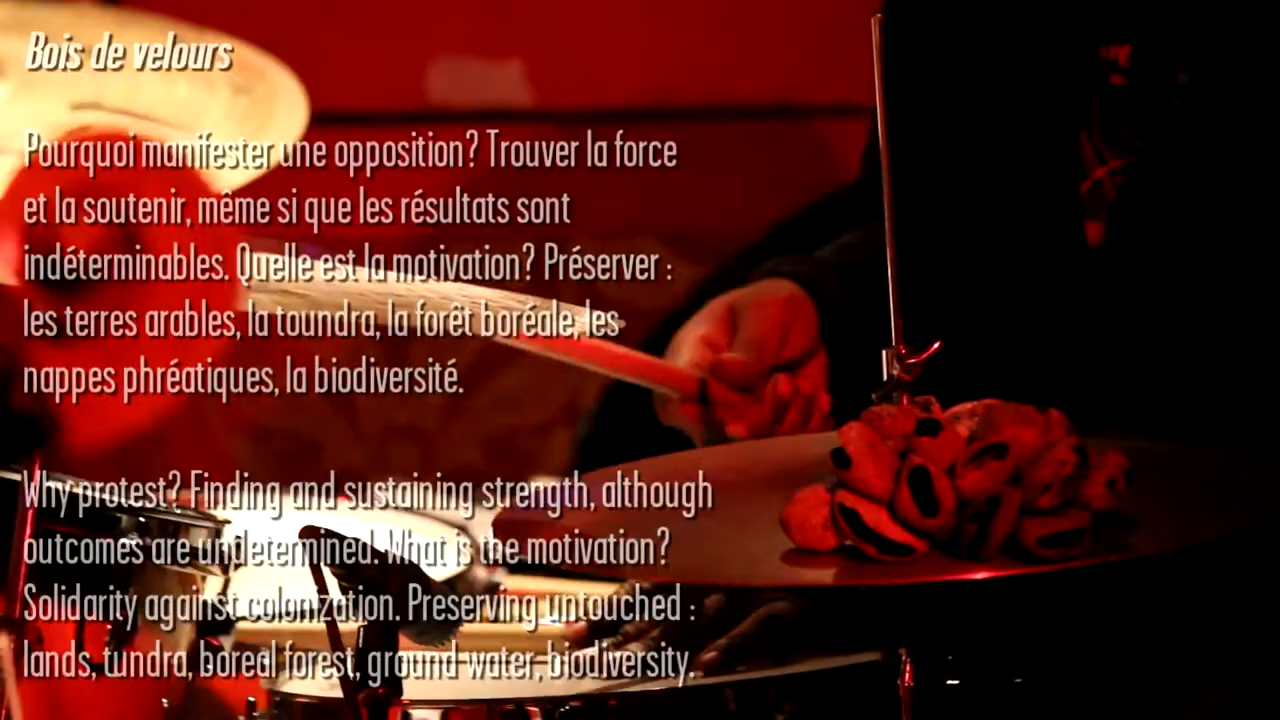 Bois de velours
Pourquoi manifester une opposition? Trouver la force
et la soutenir, même si que les résultats sont
indéterminables. Quelle est la motivation? Préserver :
les terres arables, la toundra, la forêt boréale, les
nappes phréatiques, la biodiversité.
Why protest? Finding and sustaining strength, although
outcomes are undetermined. What is the motivation?
Solidarity against colonization. Preserving untouched :
lands, tundra, boreal forest, ground water, biodiversity.